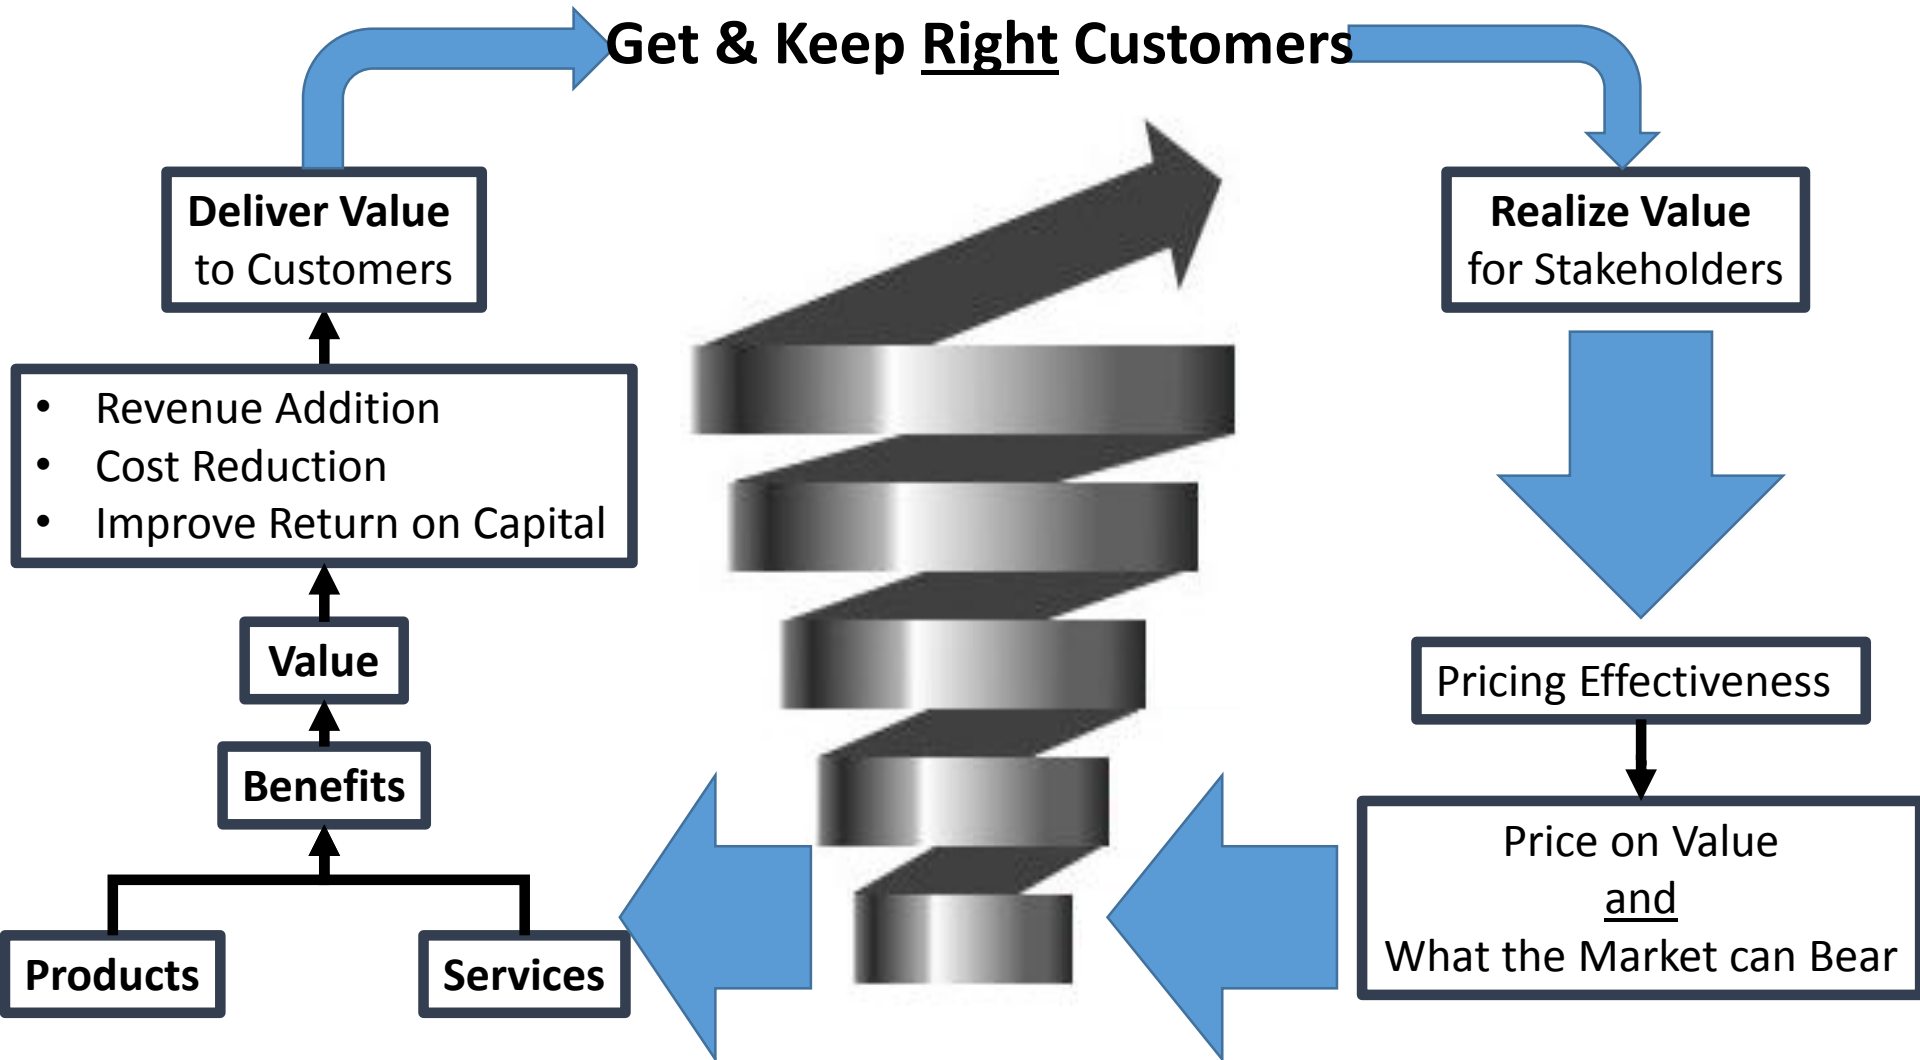 Get & Keep Right Customers
Deliver Value
to Customers
• Revenue Addition
• Cost Reduction
• Improve Return on Capital
Value
Benefits
Products
Services
Realize Value
for Stakeholders
Pricing Effectiveness
Price on Value
and
What the Market can Bear